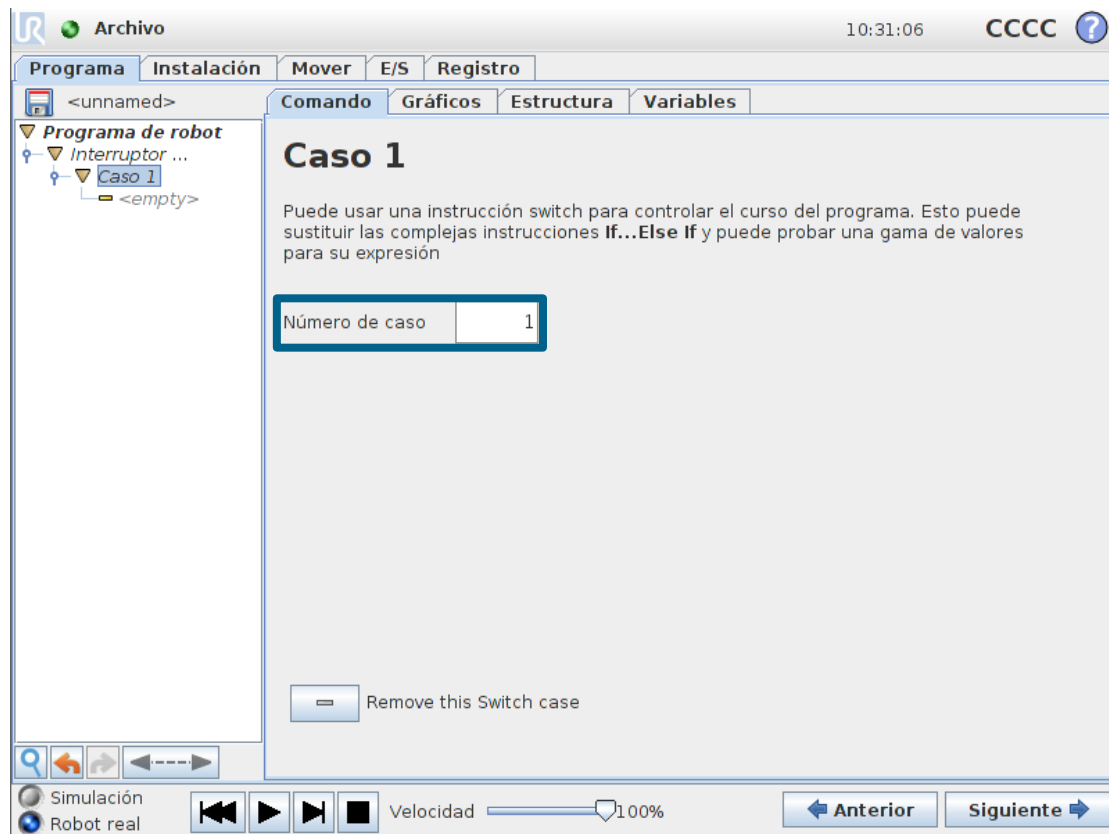 UR Archivo 10:31:06 CCCC ?
Programa Instalación Mover E/S Registro
<unnamed> Comando Gráficos Estructura Variables
Programa de robot
Interruptor ...
Caso 1
<empty>
Caso 1
Puede usar una instrucción switch para controlar el curso del programa. Esto puede
sustituir las complejas instrucciones If...Else If y puede probar una gama de valores
para su expresión
Número de caso 1
Remove this Switch case
Simulación
Robot real
Velocidad 100%
Anterior Siguiente